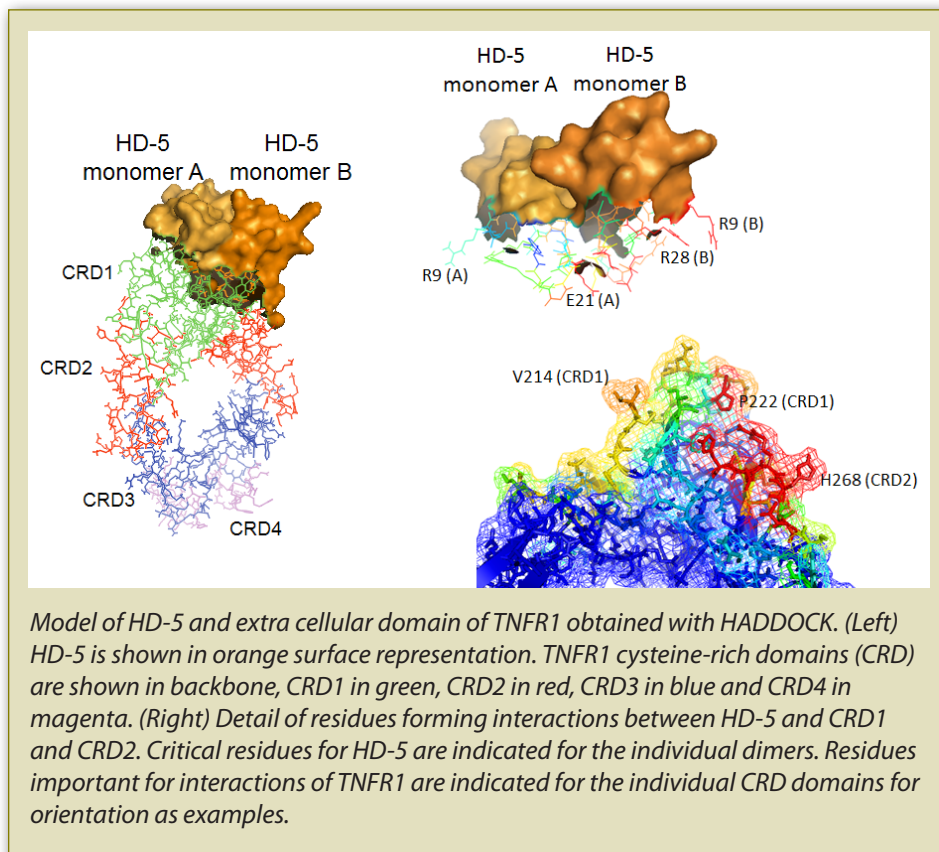 HD-5
monomer A
HD-5
monomer B
CRD1
CRD2
CRD3
CRD4
HD-5
monomer A
HD-5
monomer B
R9 (A)
E21 (A)
R28 (B)
R9 (B)
V214 (CRD1)
P222 (CRD1)
H268 (CRD2)
Model of HD-5 and extra cellular domain of TNFR1 obtained with HADDOCK. (Left)
HD-5 is shown in orange surface representation. TNFR1 cysteine-rich domains (CRD)
are shown in backbone, CRD1 in green, CRD2 in red, CRD3 in blue and CRD4 in
magenta. (Right) Detail of residues forming interactions between HD-5 and CRD1
and CRD2. Critical residues for HD-5 are indicated for the individual dimers. Residues
important for interactions of TNFR1 are indicated for the individual CRD domains for
orientation as examples.